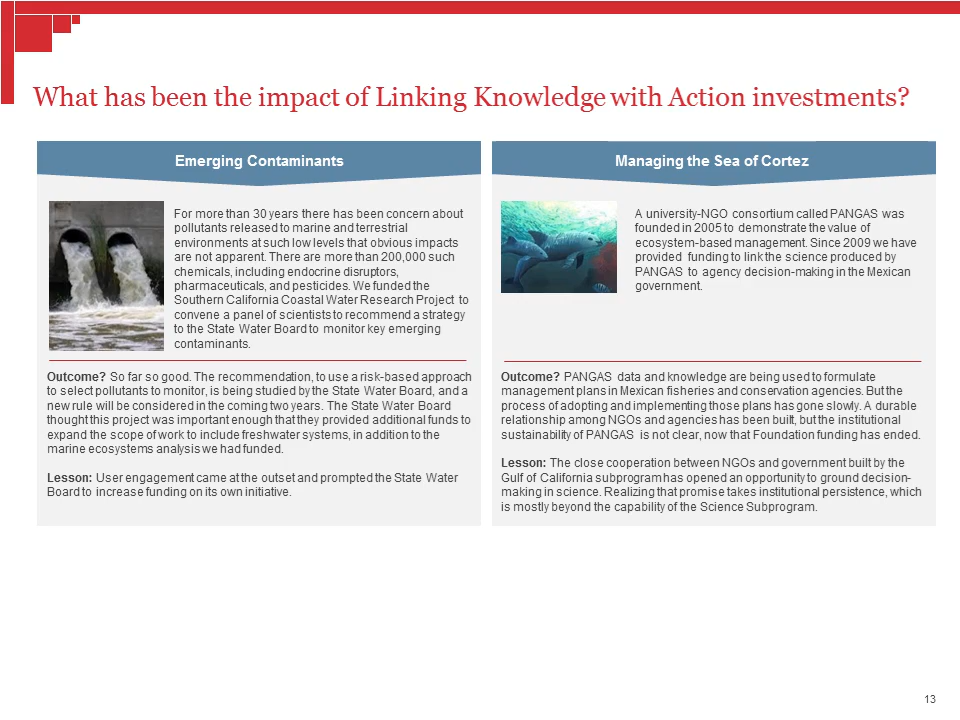 What has been the impact of Linking Knowledge with Action investments?
Emerging Contaminants
For more than 30 years there has been concern about
pollutants released to marine and terrestrial
environments at such low levels that obvious impacts
are not apparent. There are more than 200,000 such
chemicals, including endocrine disruptors,
pharmaceuticals, and pesticides. We funded the
Southern California Coastal Water Research Project to
convene a panel of scientists to recommend a strategy
to the State Water Board to monitor key emerging
contaminants.
Outcome? So far so good. The recommendation, to use a risk-based approach
to select pollutants to monitor, is being studied by the State Water Board, and a
new rule will be considered in the coming two years. The State Water Board
thought this project was important enough that they provided additional funds to
expand the scope of work to include freshwater systems, in addition to the
marine ecosystems analysis we had funded.
Lesson: User engagement came at the outset and prompted the State Water
Board to increase funding on its own initiative.
Managing the Sea of Cortez
A university-NGO consortium called PANGAS was
founded in 2005 to demonstrate the value of
ecosystem-based management. Since 2009 we have
provided funding to link the science produced by
PANGAS to agency decision-making in the Mexican
government.
Outcome? PANGAS data and knowledge are being used to formulate
management plans in Mexican fisheries and conservation agencies. But the
process of adopting and implementing those plans has gone slowly. A durable
relationship among NGOs and agencies has been built, but the institutional
sustainability of PANGAS is not clear, now that Foundation funding has ended.
Lesson: The close cooperation between NGOs and government built by the
Gulf of California subprogram has opened an opportunity to ground decision-
making in science. Realizing that promise takes institutional persistence, which
is mostly beyond the capability of the Science Subprogram.
13